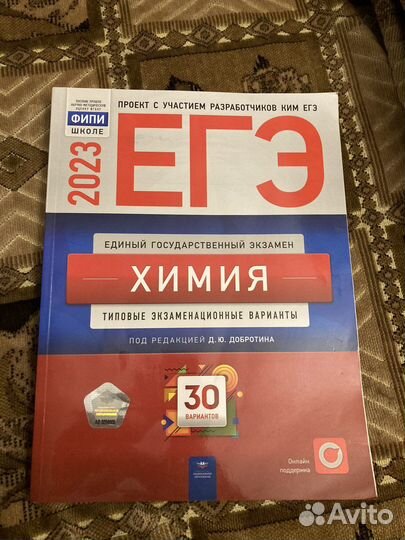 ПРОЕКТ С УЧАСТИЕМ РАЗРАБОТЧИКОВ КИМ ЕГЭ
ФИПИ
ШКОЛЕ
2023
ЕГЭ
ЕДИНЫЙ ГОСУДАРСТВЕННЫЙ ЭКЗАМЕН
ХИМИЯ
ТИПОВЫЕ ЭКЗАМЕНАЦИОННЫЕ ВАРИАНТЫ
ПОД РЕДАКЦИЕЙ Д.Ю. ДОБРОТИНА
30
ВАРИАНТОВ
Онлайн
поддержка
Avito